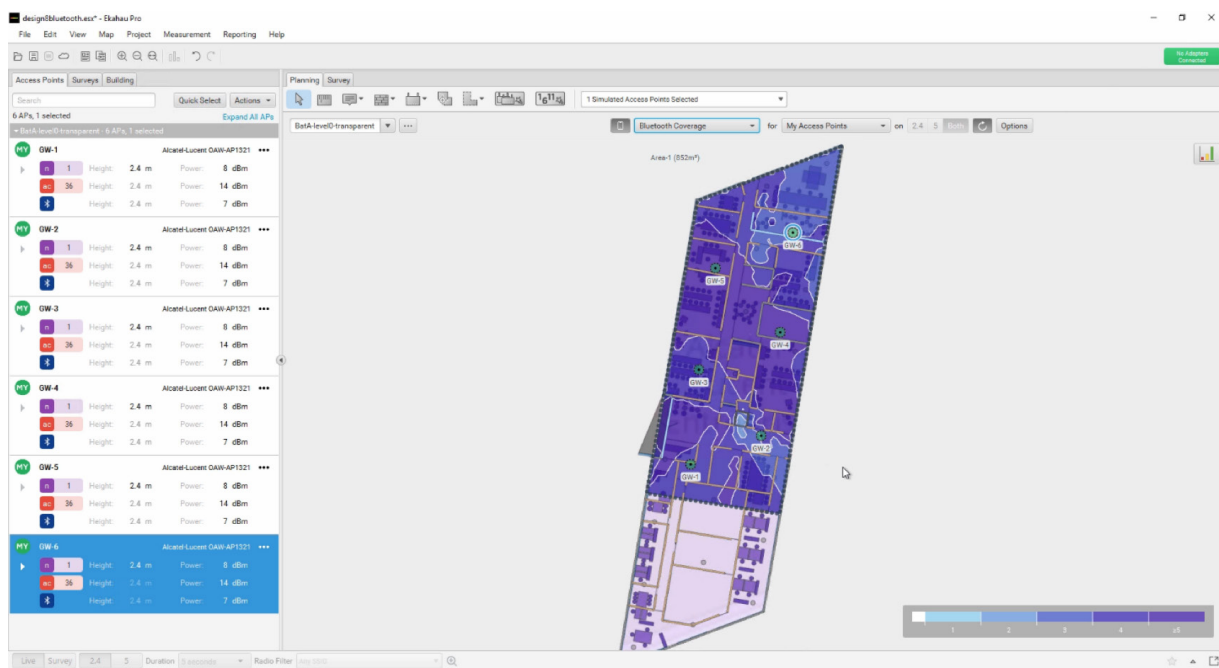 design8bluetooth.esx* - Ekahau Pro
File Edit View Map Project Measurement Reporting Help
No Adapters
Connected
Access Points Surveys Building
Planning Survey
Search Quick Select Actions
1 Simulated Access Points Selected
6 APs, 1 selected Expand All APs
BatA-level0-transparent Bluetooth Coverage for My Access Points on 2.4 5 Both Options
BatA-level0-transparent - 6 APs, 1 selected
MY GW-1 Alcatel-Lucent OAW-AP1321
n 1 Height: 2.4 m Power: 8 dBm
ac 36 Height: 2.4 m Power: 14 dBm
Height: 2.4 m Power: 7 dBm
MY GW-2 Alcatel-Lucent OAW-AP1321
n 1 Height: 2.4 m Power: 8 dBm
ac 36 Height: 2.4 m Power: 14 dBm
Height: 2.4 m Power: 7 dBm
MY GW-3 Alcatel-Lucent OAW-AP1321
n 1 Height: 2.4 m Power: 8 dBm
ac 36 Height: 2.4 m Power: 14 dBm
Height: 2.4 m Power: 7 dBm
MY GW-4 Alcatel-Lucent OAW-AP1321
n 1 Height: 2.4 m Power: 8 dBm
ac 36 Height: 2.4 m Power: 14 dBm
Height: 2.4 m Power: 7 dBm
MY GW-5 Alcatel-Lucent OAW-AP1321
n 1 Height: 2.4 m Power: 8 dBm
ac 36 Height: 2.4 m Power: 14 dBm
Height: 2.4 m Power: 7 dBm
MY GW-6 Alcatel-Lucent OAW-AP1321
n 1 Height: 2.4 m Power: 8 dBm
ac 36 Height: 2.4 m Power: 14 dBm
Height: 2.4 m Power: 7 dBm
Area-1 (852m²)
GW-6
GW-5
GW-4
GW-3
GW-2
GW-1
1 2 3 4 ≥5
Live Survey 2.4 5 Duration 5 seconds Radio Filter My SSID